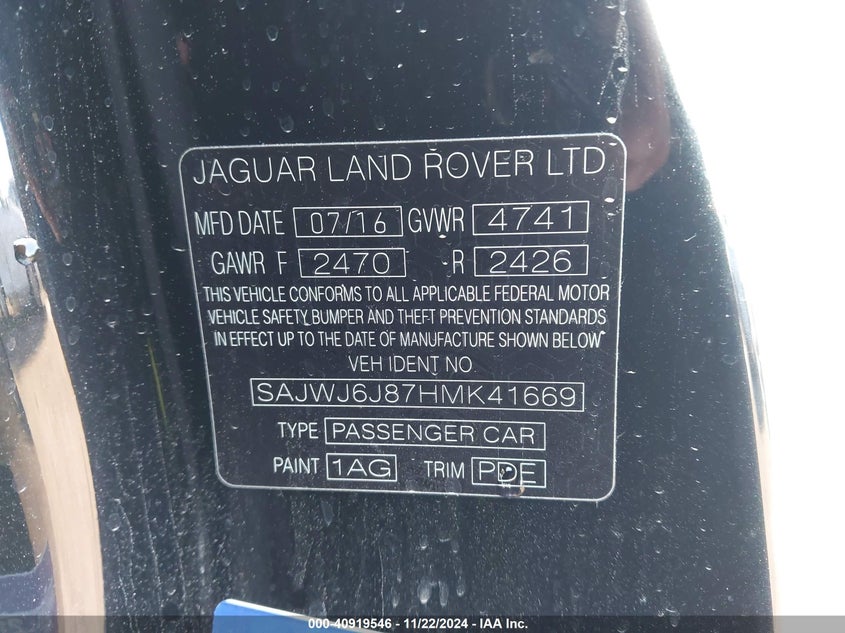 JAGUAR LAND ROVER LTD
MFD DATE 07/16 GVWR 4741
GAWR F 2470 R 2426
THIS VEHICLE CONFORMS TO ALL APPLICABLE FEDERAL MOTOR
VEHICLE SAFETY, BUMPER AND THEFT PREVENTION STANDARDS
IN EFFECT UP TO THE DATE OF MANUFACTURE SHOWN BELOW"
VEH IDENT NO.
SAJWJ6J87HMK41669
TYPE PASSENGER CAR
PAINT 1AG TRIM PDE
000-40919546 - 11/22/2024 - IAA Inc.